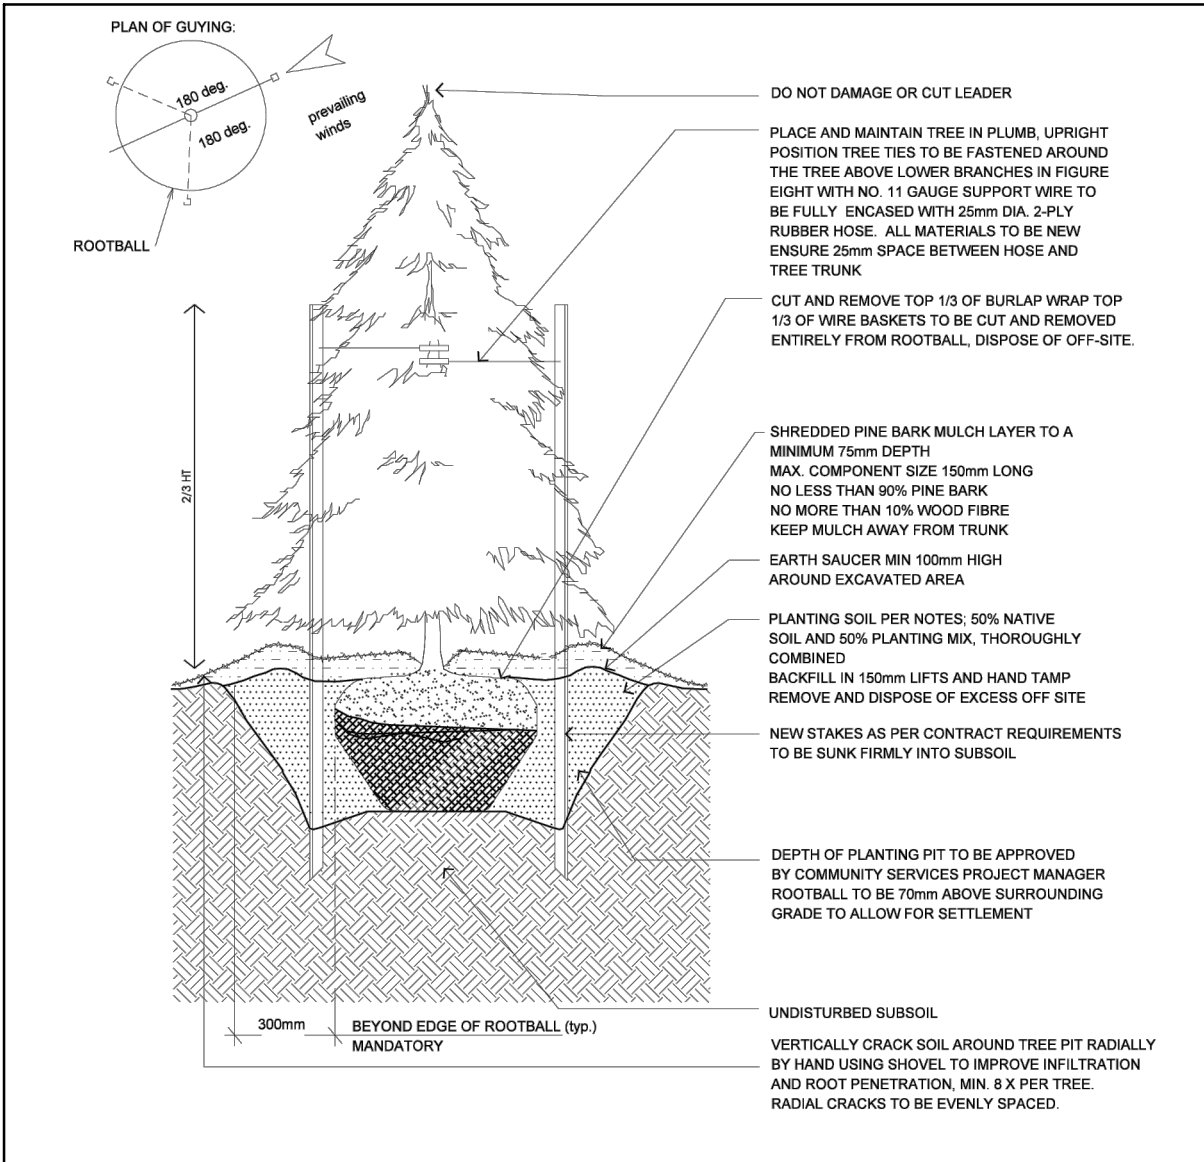 PLAN OF GUYING:
180 deg.
180 deg.
prevailing
winds
ROOTBALL
2/3 HT
DO NOT DAMAGE OR CUT LEADER
PLACE AND MAINTAIN TREE IN PLUMB, UPRIGHT
POSITION TREE TIES TO BE FASTENED AROUND
THE TREE ABOVE LOWER BRANCHES IN FIGURE
EIGHT WITH NO. 11 GAUGE SUPPORT WIRE TO
BE FULLY ENCASED WITH 25mm DIA. 2-PLY
RUBBER HOSE. ALL MATERIALS TO BE NEW
ENSURE 25mm SPACE BETWEEN HOSE AND
TREE TRUNK
CUT AND REMOVE TOP 1/3 OF BURLAP WRAP TOP
1/3 OF WIRE BASKETS TO BE CUT AND REMOVED
ENTIRELY FROM ROOTBALL, DISPOSE OF OFF-SITE.
SHREDDED PINE BARK MULCH LAYER TO A
MINIMUM 75mm DEPTH
MAX. COMPONENT SIZE 150mm LONG
NO LESS THAN 90% PINE BARK
NO MORE THAN 10% WOOD FIBRE
KEEP MULCH AWAY FROM TRUNK
EARTH SAUCER MIN 100mm HIGH
AROUND EXCAVATED AREA
PLANTING SOIL PER NOTES; 50% NATIVE
SOIL AND 50% PLANTING MIX, THOROUGHLY
COMBINED
BACKFILL IN 150mm LIFTS AND HAND TAMP
REMOVE AND DISPOSE OF EXCESS OFF SITE
NEW STAKES AS PER CONTRACT REQUIREMENTS
TO BE SUNK FIRMLY INTO SUBSOIL
DEPTH OF PLANTING PIT TO BE APPROVED
BY COMMUNITY SERVICES PROJECT MANAGER
ROOTBALL TO BE 70mm ABOVE SURROUNDING
GRADE TO ALLOW FOR SETTLEMENT
UNDISTURBED SUBSOIL
300mm
BEYOND EDGE OF ROOTBALL (typ.)
MANDATORY
VERTICALLY CRACK SOIL AROUND TREE PIT RADIALLY
BY HAND USING SHOVEL TO IMPROVE INFILTRATION
AND ROOT PENETRATION, MIN. 8 X PER TREE.
RADIAL CRACKS TO BE EVENLY SPACED.